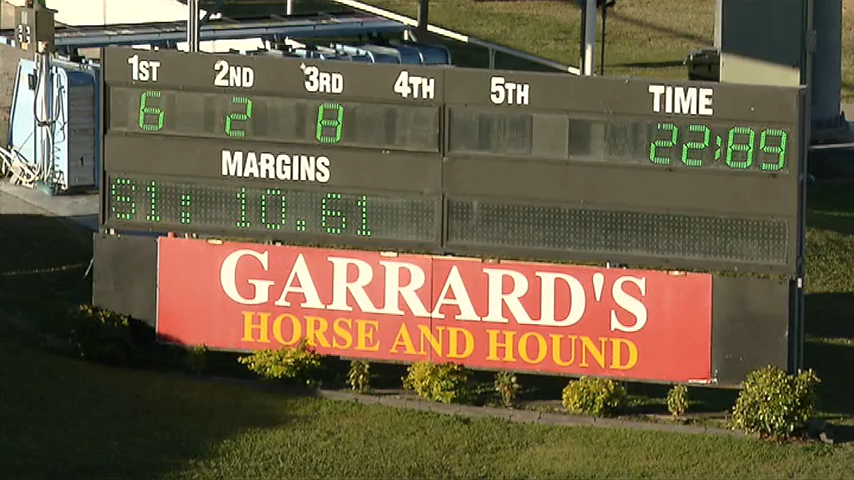 1ST 2ND 3RD 4TH 5TH TIME
6 2 8 22:89
MARGINS
S1: 10.61
GARRARD'S
HORSE AND HOUND